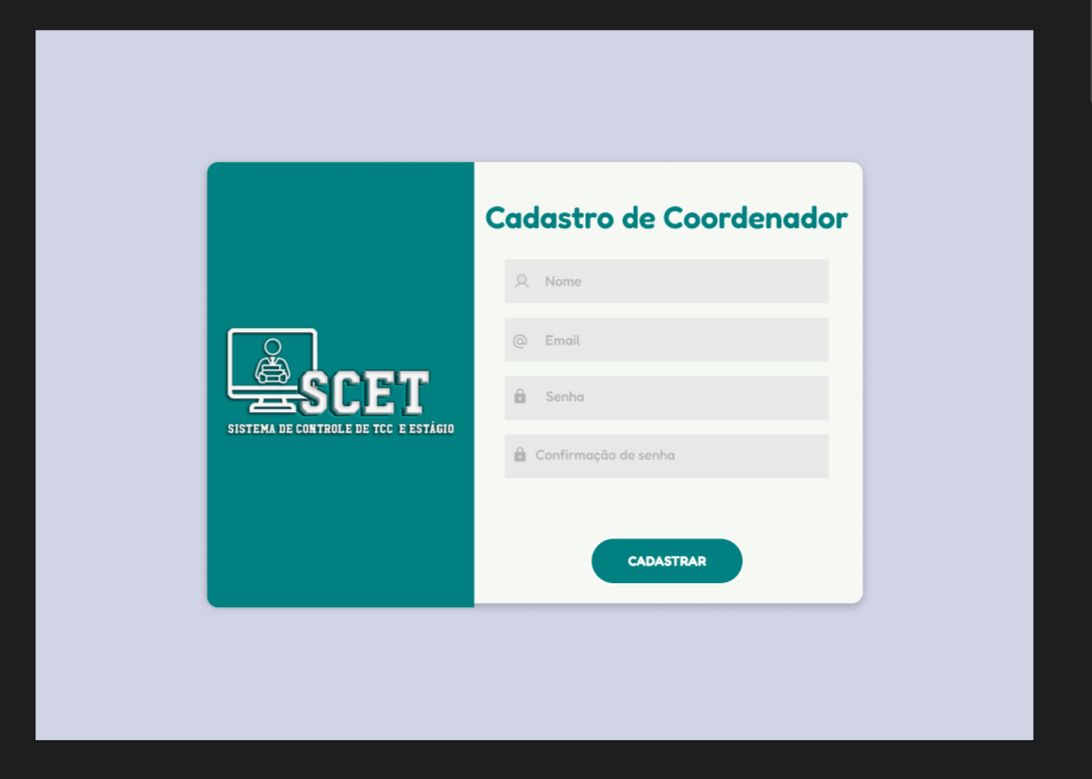 SCET
SISTEMA DE CONTROLE DE TCC E ESTÁGIO
Cadastro de Coordenador
Nome
@ Email
Senha
Confirmação de senha
CADASTRAR